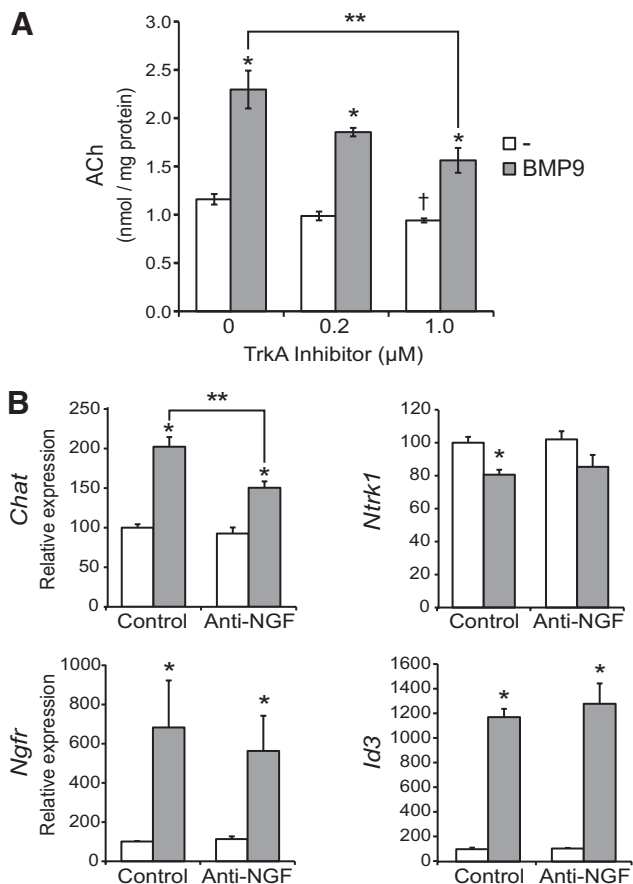 A
ACh
(nmol / mg protein)
3.0
2.5
2.0
1.5
1.0
0.5
0.0
**
*
*
*
†
-
BMP9
0
0.2
1.0
TrkA Inhibitor (µM)
B
Chat
Relative expression
250
200
150
100
50
0
**
*
*
Control
Anti-NGF
Ntrk1
120
100
80
60
40
20
0
*
Control
Anti-NGF
Ngfr
Relative expression
1000
800
600
400
200
0
*
*
Control
Anti-NGF
Id3
1600
1400
1200
1000
800
600
400
200
0
*
*
Control
Anti-NGF